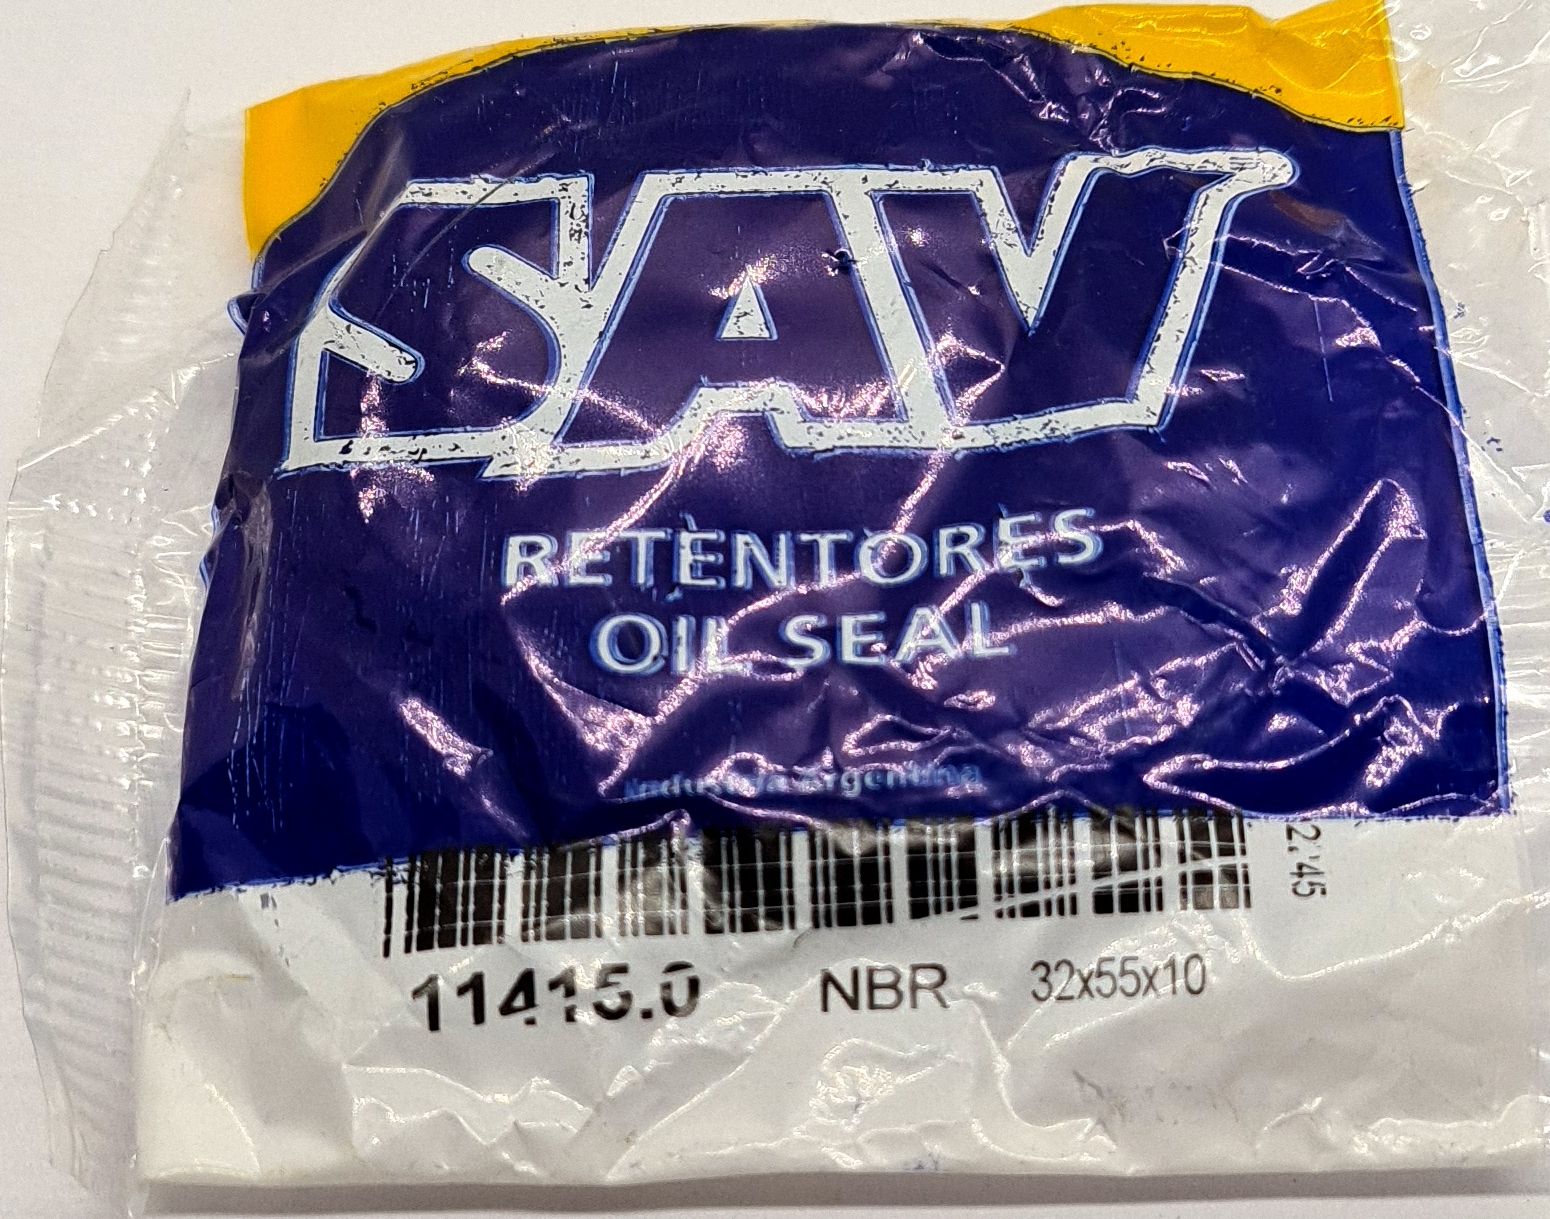 SAV
RETENTORES
OIL SEAL
Industria Argentina
11415.0 NBR 32x55x10